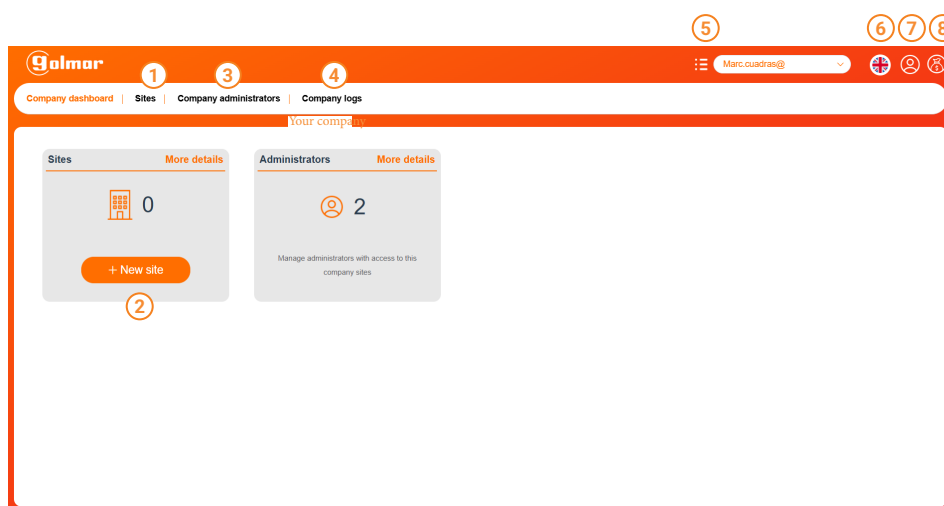 5 6 7 8
golmar
1 3 4
Marc.cuadras@
Company dashboard | Sites | Company administrators | Company logs
Your company
Sites More details
Administrators More details
0
2
Manage administrators with access to this
company sites
+ New site
2